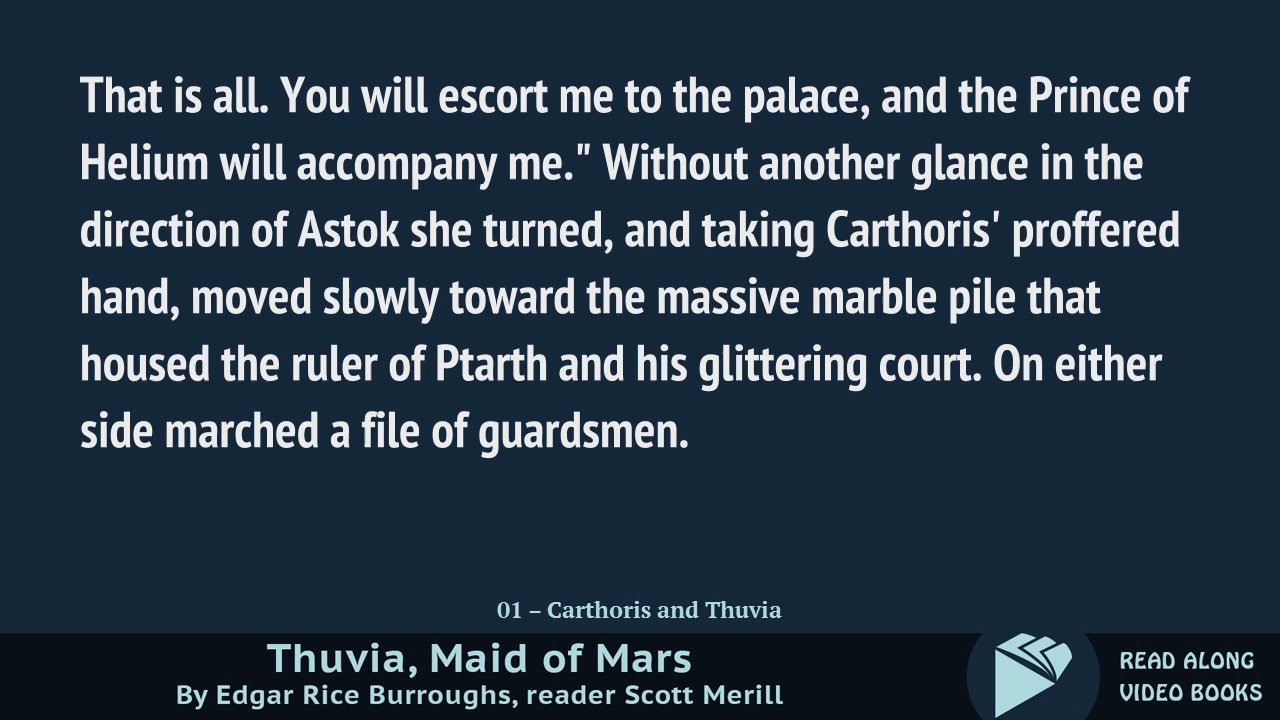 That is all. You will escort me to the palace, and the Prince of
Helium will accompany me." Without another glance in the
direction of Astok she turned, and taking Carthoris' proffered
hand, moved slowly toward the massive marble pile that
housed the ruler of Ptarth and his glittering court. On either
side marched a file of guardsmen.
01 – Carthoris and Thuvia
Thuvia, Maid of Mars
By Edgar Rice Burroughs, reader Scott Merill
READ ALONG
VIDEO BOOKS